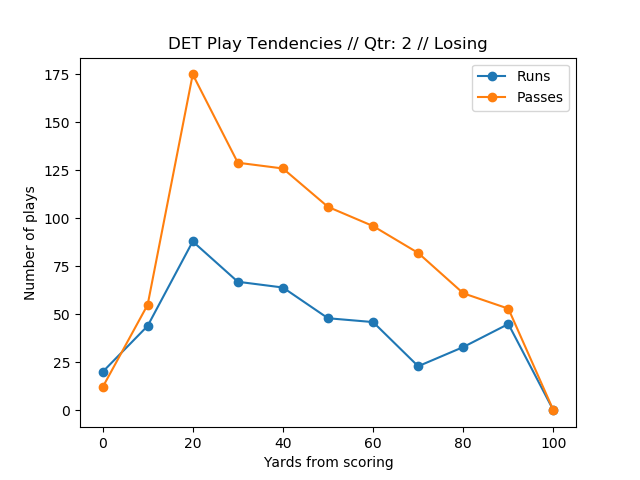 DET Play Tendencies // Qtr: 2 // Losing
Runs
Passes
175
150
125
100
75
50
25
0
Number of plays
0 20 40 60 80 100
Yards from scoring